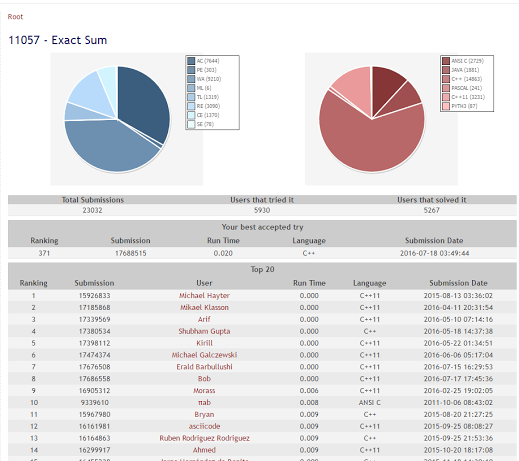 Root
11057 - Exact Sum
AC (7644)
PE (303)
WA (9210)
ML (6)
TL (1319)
RE (3090)
CE (1370)
SE (78)
ANSI C (2729)
JAVA (1881)
C++ (14863)
PASCAL (241)
C++11 (3231)
PYTH3 (87)
Total Submissions Users that tried it Users that solved it
23032 5930 5267
Your best accepted try
Ranking Submission Run Time Language Submission Date
371 17688515 0.020 C++ 2016-07-18 03:49:44
Top 20
Ranking Submission User Run Time Language Submission Date
1 15926833 Michael Hayter 0.000 C++11 2015-08-13 03:36:02
2 17185868 Mikael Klasson 0.000 C++11 2016-04-11 20:31:54
3 17339569 Arif 0.000 C++11 2016-05-10 07:14:16
4 17380534 Shubham Gupta 0.000 C++ 2016-05-18 14:37:38
5 17398112 Kirill 0.000 C++11 2016-05-22 01:34:51
6 17474374 Michael Galczewski 0.000 C++11 2016-06-06 05:17:04
7 17676508 Erald Barbullushi 0.000 C++11 2016-07-15 16:29:53
8 17686558 Bob 0.000 C++11 2016-07-17 17:45:36
9 16905312 Morass 0.006 C++11 2016-02-25 19:02:05
10 9339610 πab 0.008 ANSI C 2011-10-06 08:43:02
11 15967980 Bryan 0.009 C++ 2015-08-20 21:27:25
12 16161981 asciicode 0.009 C++11 2015-09-25 08:08:27
13 16164863 Ruben Rodriguez Rodriguez 0.009 C++ 2015-09-25 21:53:36
14 16299917 Ahmed 0.009 C++11 2015-10-20 18:17:08